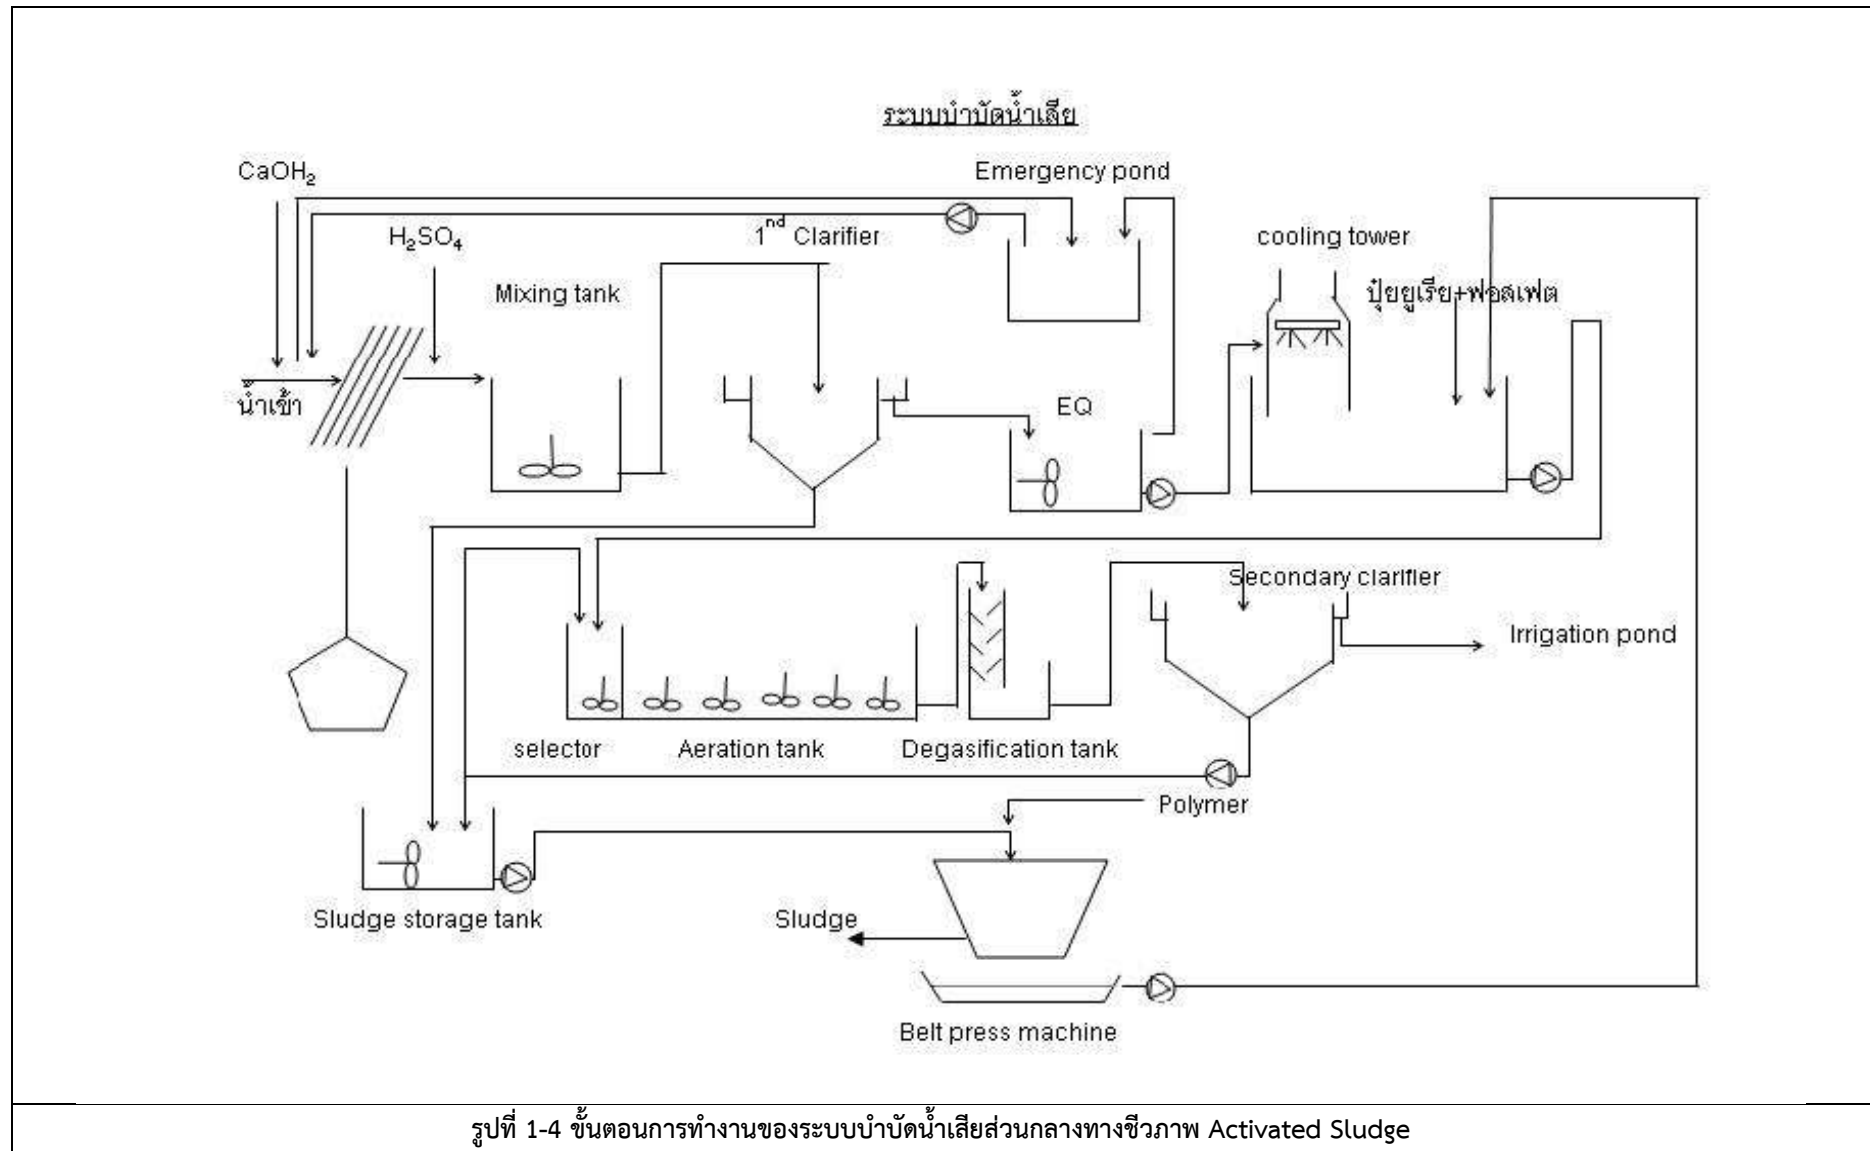 ระบบบำบัดน้ำเสีย
CaOH2
Emergency pond
H2SO4
1nd Clarifier
cooling tower
Mixing tank
ปุ๋ยยูเรีย+ฟอสเฟต
น้ำเข้า
EQ
Secondary clarifier
Irrigation pond
selector
Aeration tank
Degasification tank
Polymer
Sludge storage tank
Sludge
Belt press machine
รูปที่ 1-4 ขั้นตอนการทำงานของระบบบำบัดน้ำเสียส่วนกลางทางชีวภาพ Activated Sludge